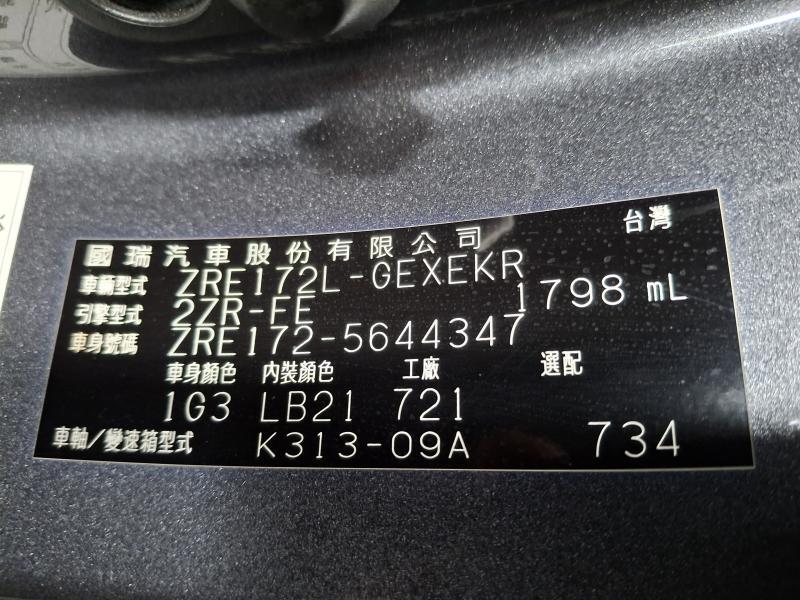 國瑞汽車股份有限公司 台灣
車輛型式 ZRE172L-GEXEKR
引擎型式 2ZR-FE 1798 mL
車身號碼 ZRE172-5644347
車身顏色 內裝顏色 工廠 選配
1G3 LB21 721
車軸/變速箱型式 K313-09A 734